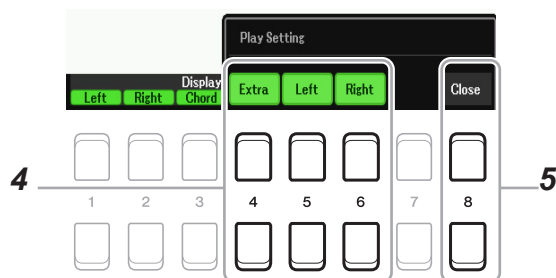 Play Setting
Display
Left Right Chord Extra Left Right Close
4 5
1 2 3 4 5 6 7 8